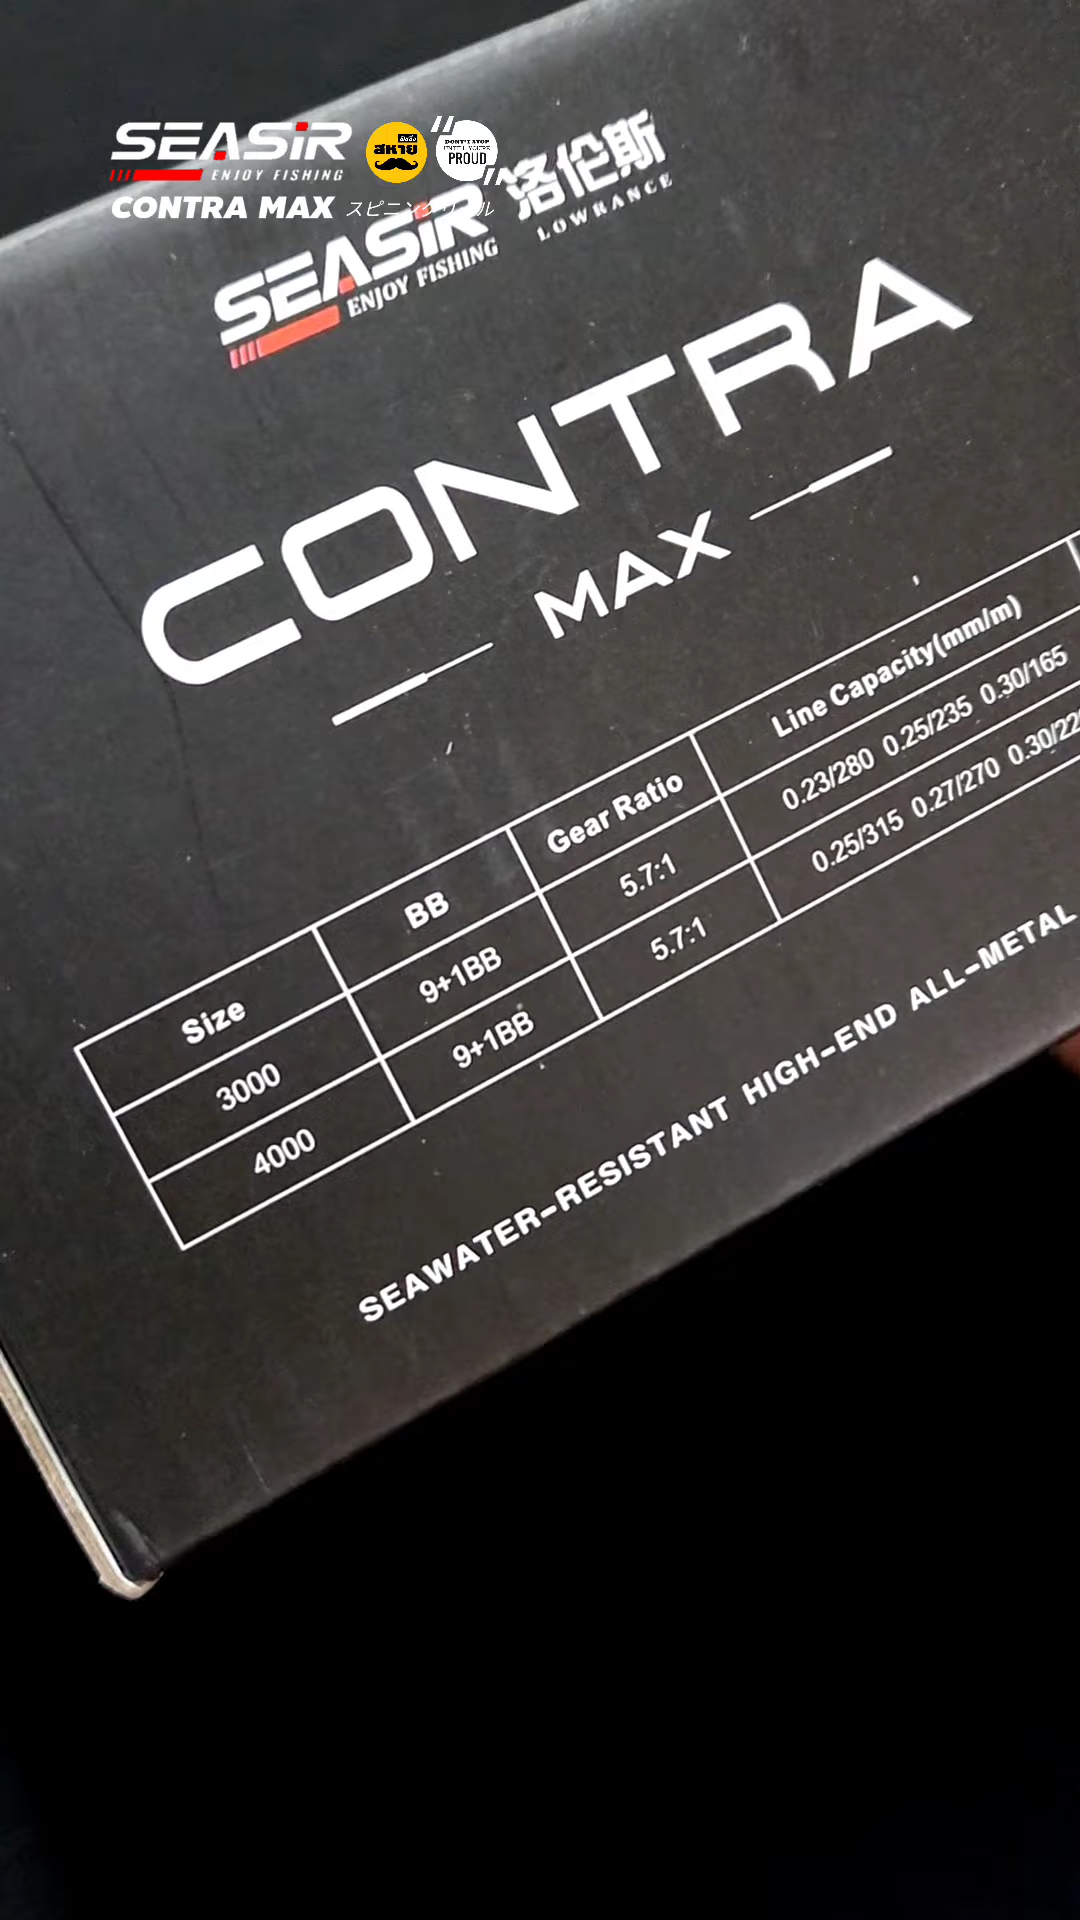 SEASiR
ENJOY FISHING
สหาย
DON'T STOP
UNTIL YOU'RE
PROUD
CONTRA MAX スピニングリール
SEASiR 洛伦斯
ENJOY FISHING LOWRANCE
CONTRA
MAX
Size BB Gear Ratio Line Capacity(mm/m)
3000 9+1BB 5.7:1 0.23/280 0.25/235 0.30/165
4000 9+1BB 5.7:1 0.25/315 0.27/270 0.30/22
SEAWATER-RESISTANT HIGH-END ALL-METAL